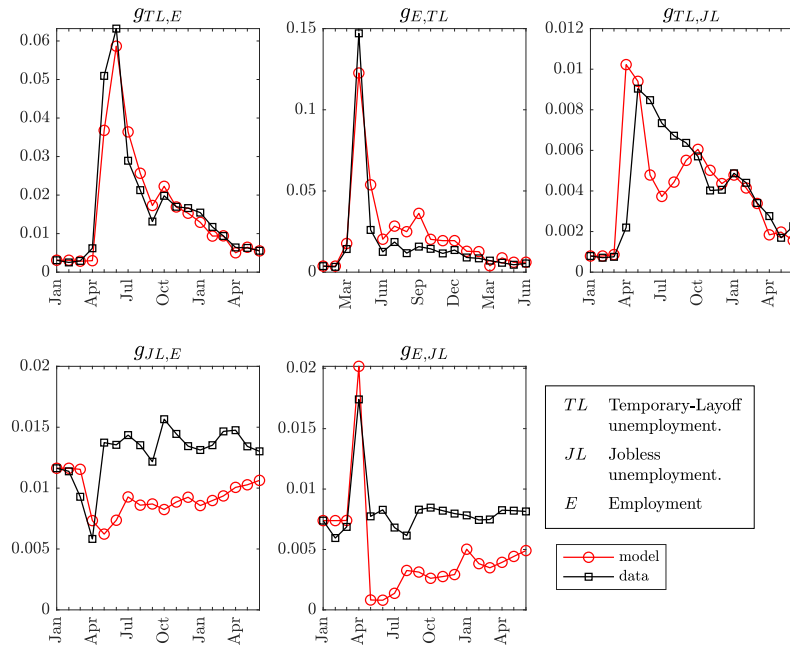 g_{TL,E}
g_{E,TL}
g_{TL,JL}
0.06
0.05
0.04
0.03
0.02
0.01
0
Jan
Apr
Jul
Oct
Jan
Apr
0.15
0.1
0.05
0
Mar
Jun
Sep
Dec
Mar
Jun
0.012
0.01
0.008
0.006
0.004
0.002
0
Jan
Apr
Jul
Oct
Jan
Apr
g_{JL,E}
g_{E,JL}
0.02
0.015
0.01
0.005
0
Jan
Apr
Jul
Oct
Jan
Apr
0.02
0.015
0.01
0.005
0
Jan
Apr
Jul
Oct
Jan
Apr
TL Temporary-Layoff
unemployment.
JL Jobless
unemployment.
E Employment
model
data